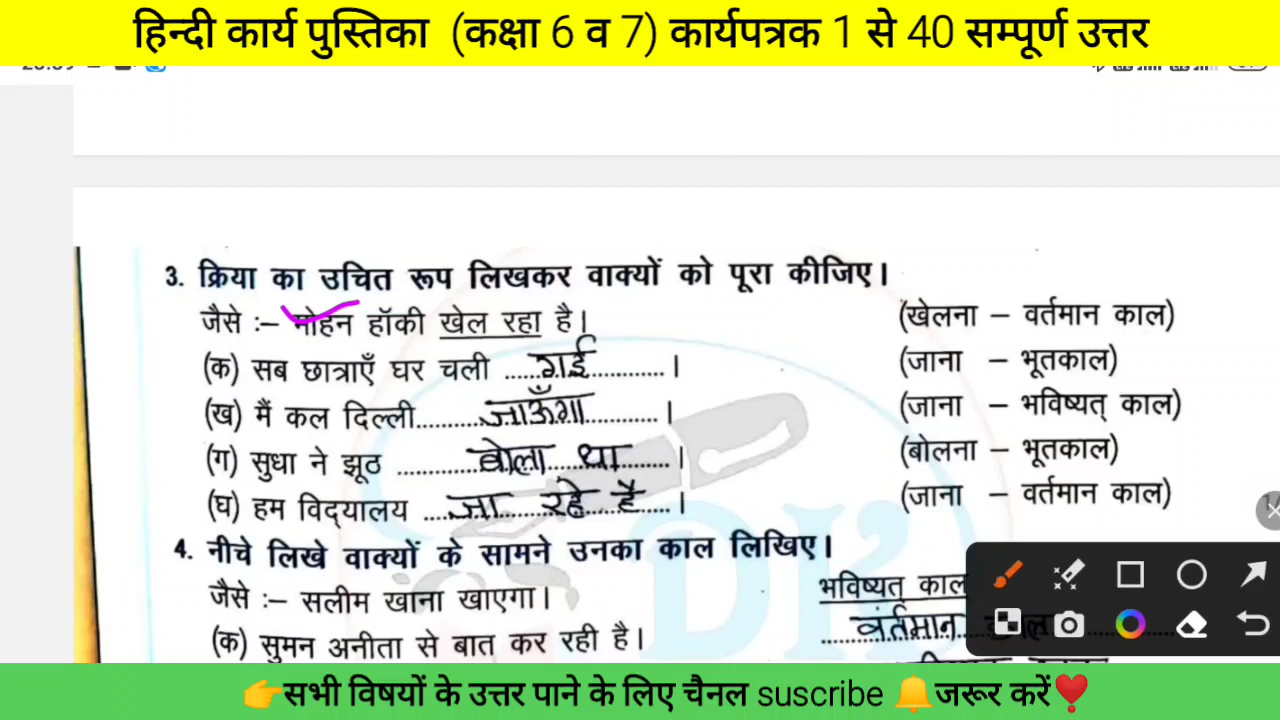 हिन्दी कार्य पुस्तिका (कक्षा 6 व 7) कार्यपत्रक 1 से 40 सम्पूर्ण उत्तर
3. क्रिया का उचित रूप लिखकर वाक्यों को पूरा कीजिए।
जैसे :– मोहन हॉकी खेल रहा है। (खेलना – वर्तमान काल)
(क) सब छात्राएँ घर चली ......गई............। (जाना – भूतकाल)
(ख) मैं कल दिल्ली............जाऊँगा............। (जाना – भविष्यत् काल)
(ग) सुधा ने झूठ ............बोला था.........। (बोलना – भूतकाल)
(घ) हम विद्यालय ......जा रहे है......। (जाना – वर्तमान काल)
4. नीचे लिखे वाक्यों के सामने उनका काल लिखिए।
जैसे :– सलीम खाना खाएगा। भविष्यत् काल
(क) सुमन अनीता से बात कर रही है। ......वर्तमान
👉सभी विषयों के उत्तर पाने के लिए चैनल suscribe 🔔जरूर करें❣️